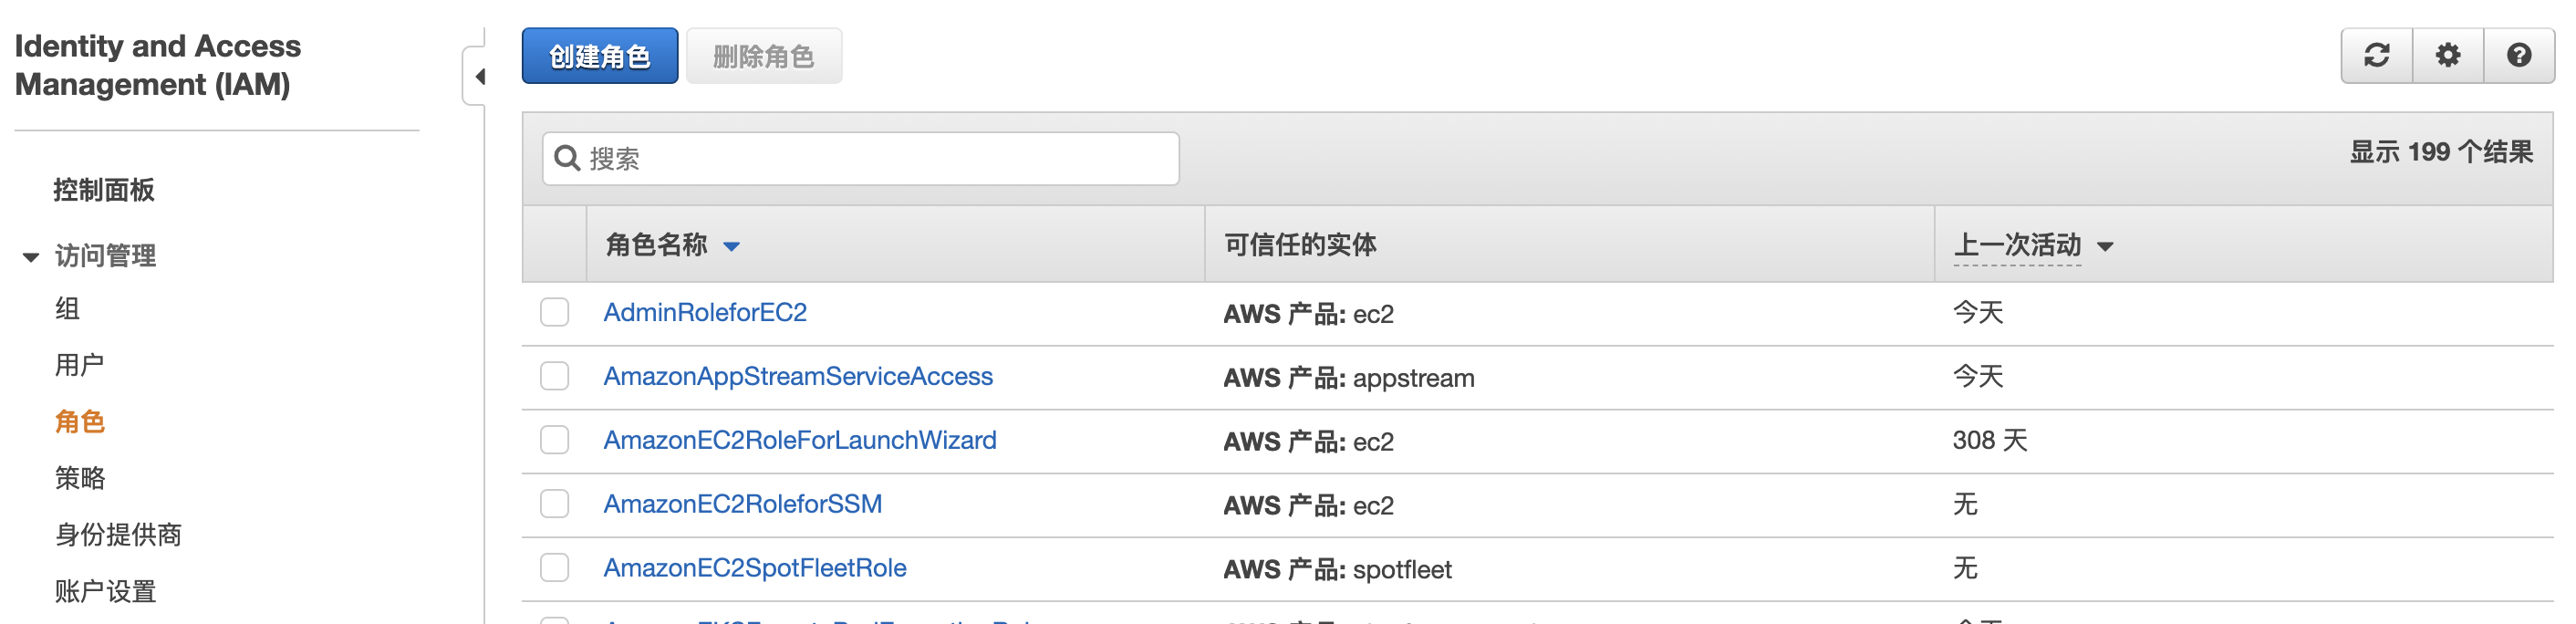 Identity and Access
Management (IAM)
控制面板
访问管理
组
用户
角色
策略
身份提供商
账户设置
创建角色
删除角色
搜索
显示 199 个结果
角色名称 可信任的实体 上一次活动
AdminRoleforEC2 AWS 产品: ec2 今天
AmazonAppStreamServiceAccess AWS 产品: appstream 今天
AmazonEC2RoleForLaunchWizard AWS 产品: ec2 308 天
AmazonEC2RoleforSSM AWS 产品: ec2 无
AmazonEC2SpotFleetRole AWS 产品: spotfleet 无